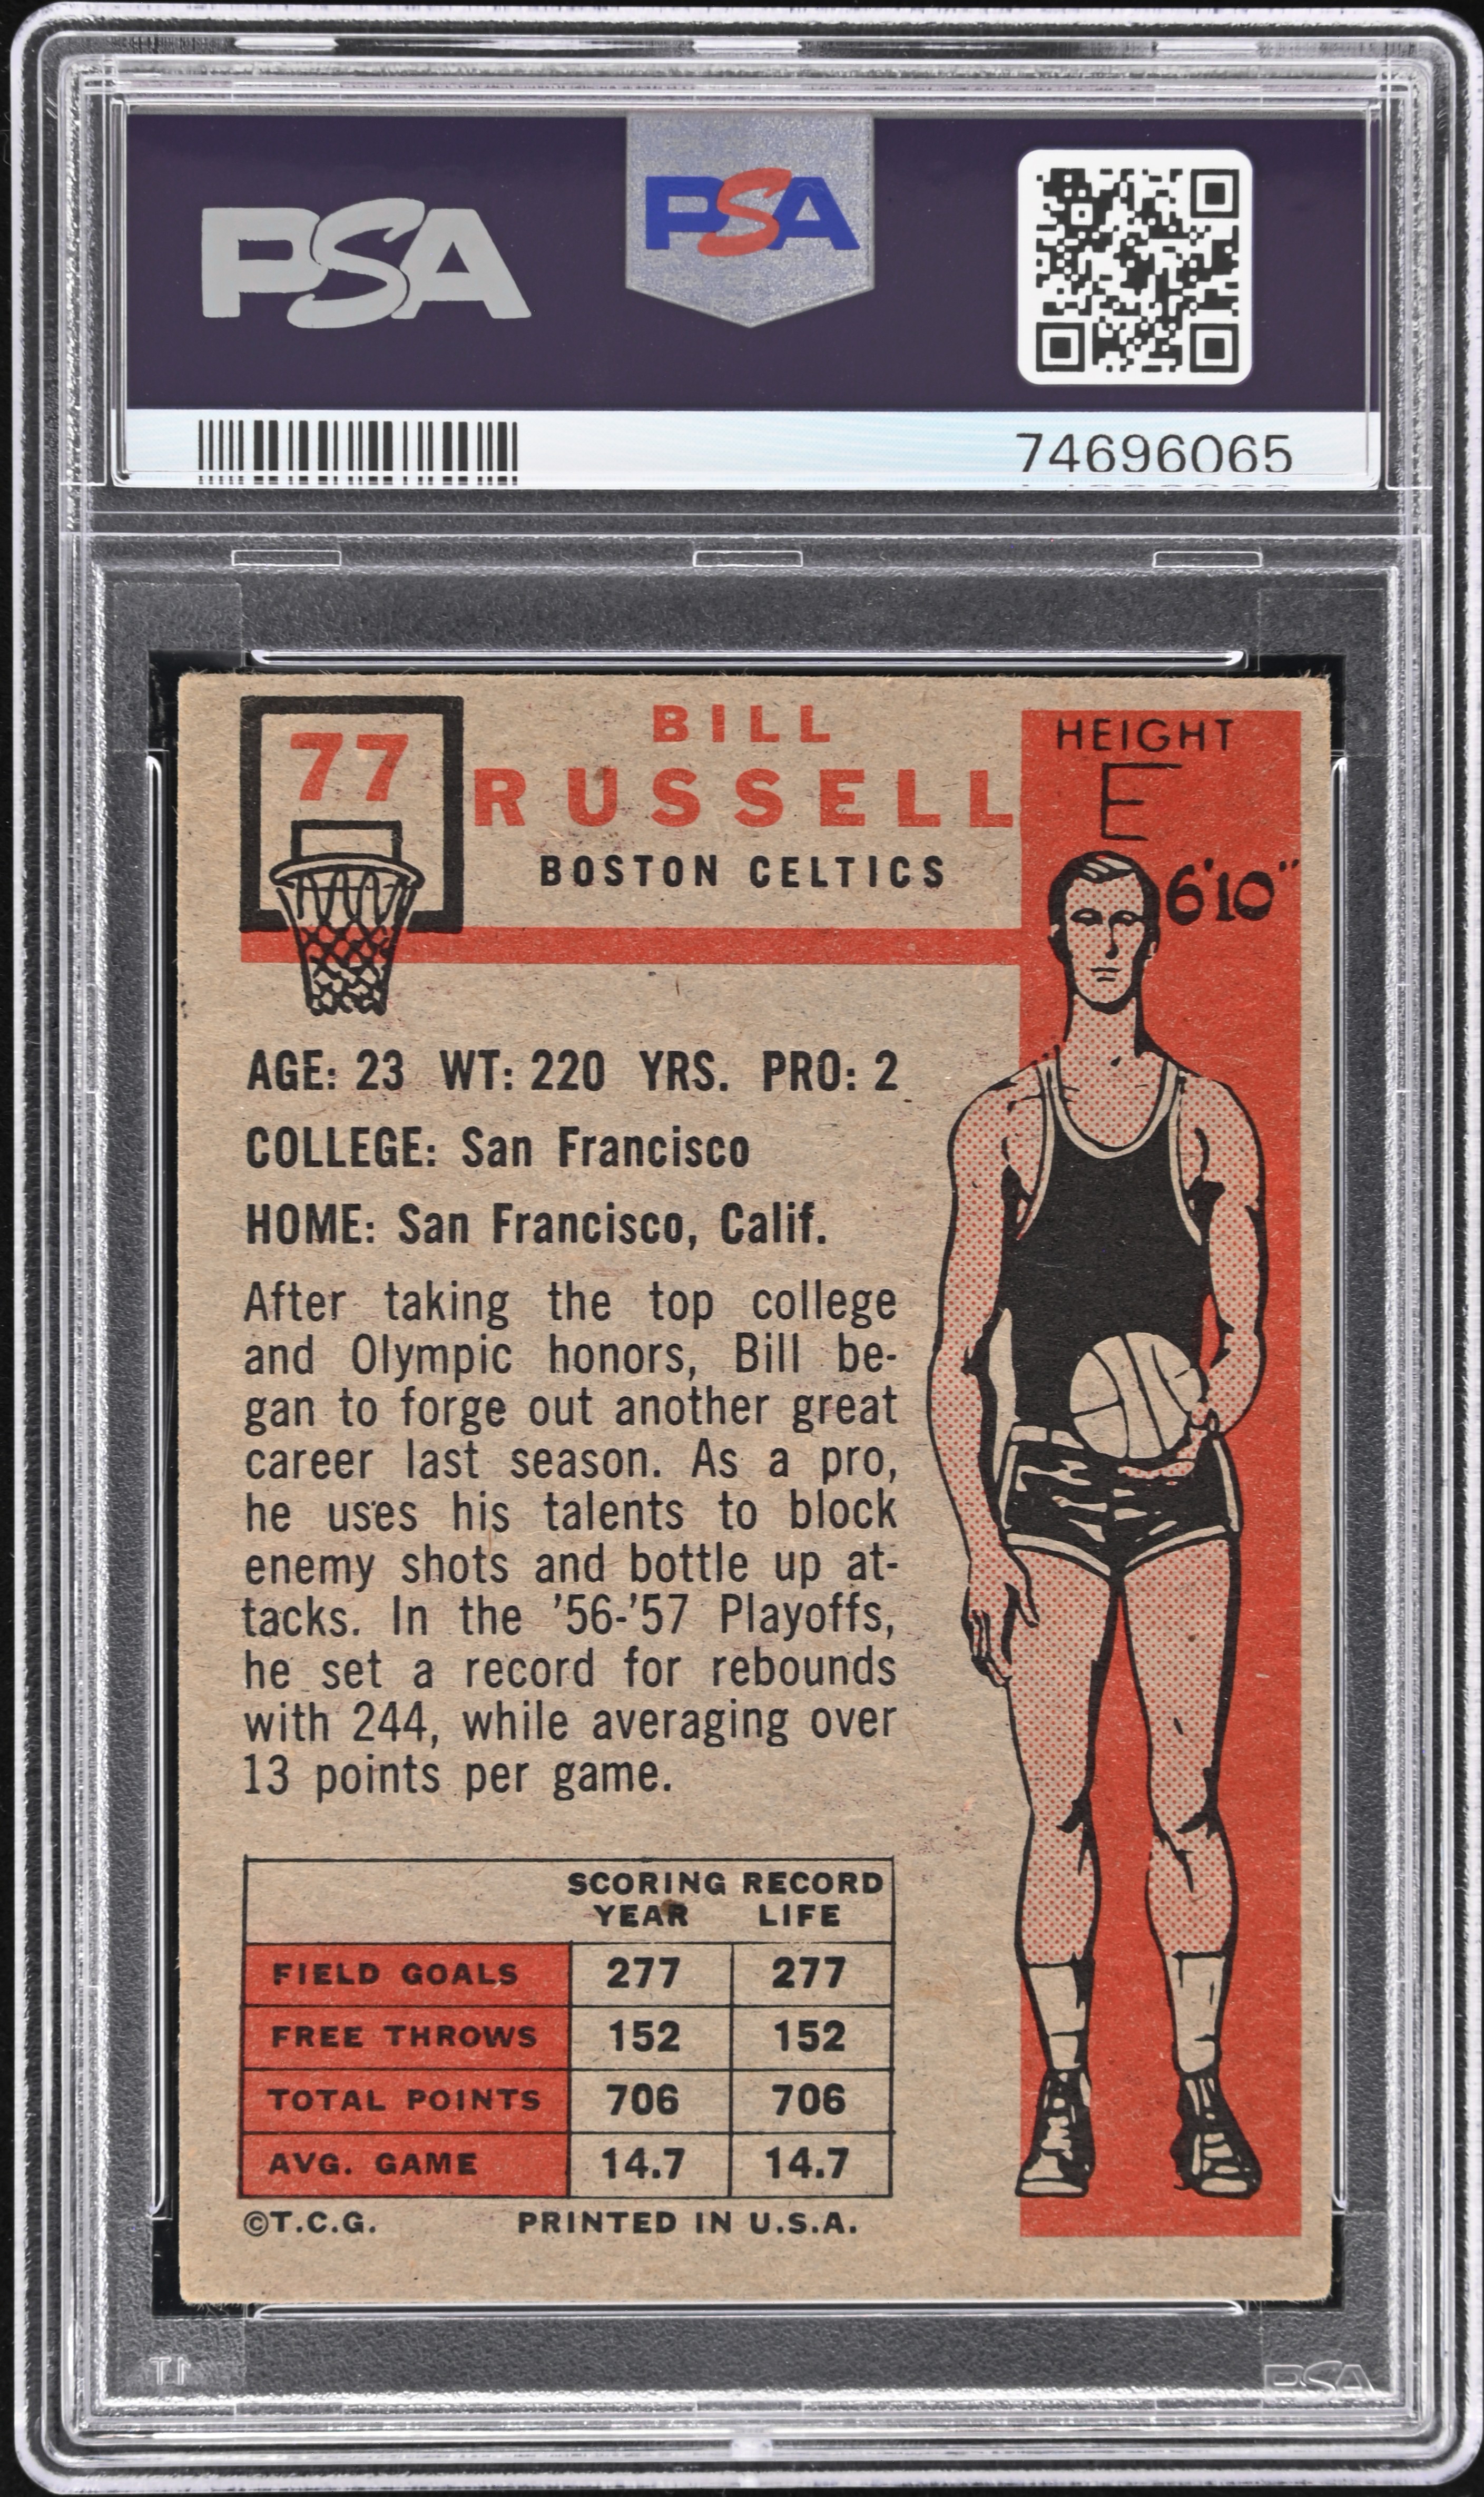 PSA
PSA
74696065
77
BILL
RUSSELL
BOSTON CELTICS
HEIGHT
E
6'10"
AGE: 23 WT: 220 YRS. PRO: 2
COLLEGE: San Francisco
HOME: San Francisco, Calif.
After taking the top college
and Olympic honors, Bill be-
gan to forge out another great
career last season. As a pro,
he uses his talents to block
enemy shots and bottle up at-
tacks. In the '56-'57 Playoffs,
he set a record for rebounds
with 244, while averaging over
13 points per game.
SCORING RECORD
YEAR LIFE
FIELD GOALS 277 277
FREE THROWS 152 152
TOTAL POINTS 706 706
AVG. GAME 14.7 14.7
©T.C.G. PRINTED IN U.S.A.
PSA